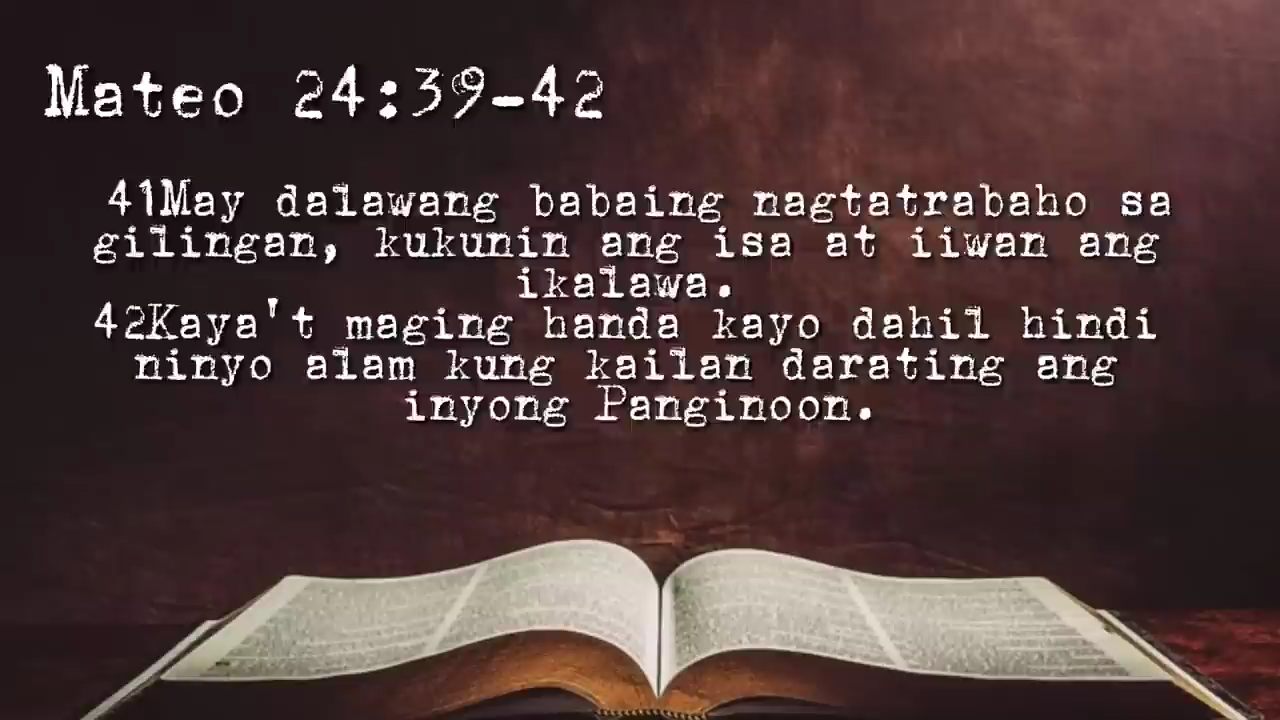 Mateo 24:39-42
41May dalawang babaing nagtatrabaho sa
gilingan, kukunin ang isa at iiwan ang
ikalawa.
42Kaya't maging handa kayo dahil hindi
ninyo alam kung kailan darating ang
inyong Panginoon.